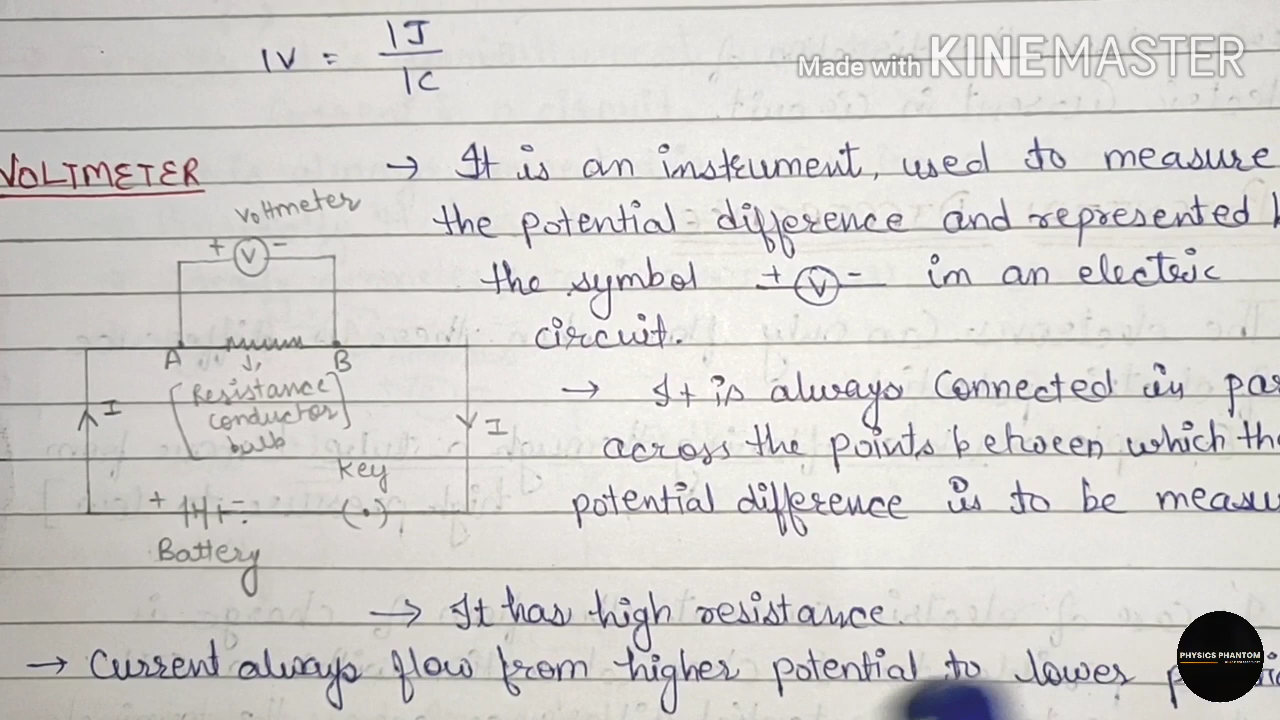 1V = 1J
1C
Made with KINEMASTER
VOLTMETER
→ It is an instrument, used to measure
the potential difference and represented
the symbol + V - in an electric
circuit.
Voltmeter
+ V -
A B
Resistance
conductor
bulb
I
I
Key
+ -
(•)
Battery
→ It is always connected in
across the points between which the
potential difference is to be
→ It has high resistance.
→ Current always flow from higher potential to lower
PHYSICS PHANTOM